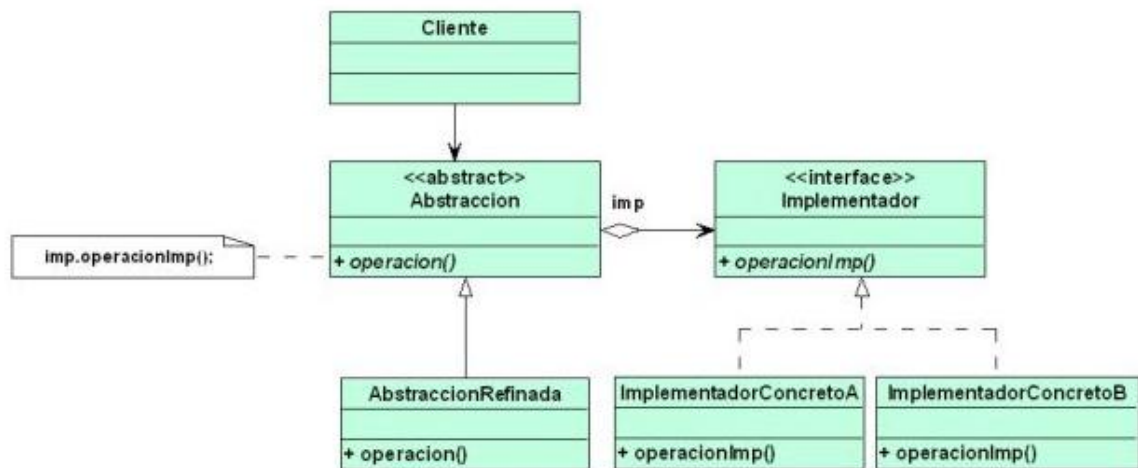 Cliente
<<abstract>>
Abstraccion
+ operacion()
imp
<<interface>>
Implementador
+ operacionImp()
imp.operacionImp();
AbstraccionRefinada
+ operacion()
ImplementadorConcretoA
+ operacionImp()
ImplementadorConcretoB
+ operacionImp()